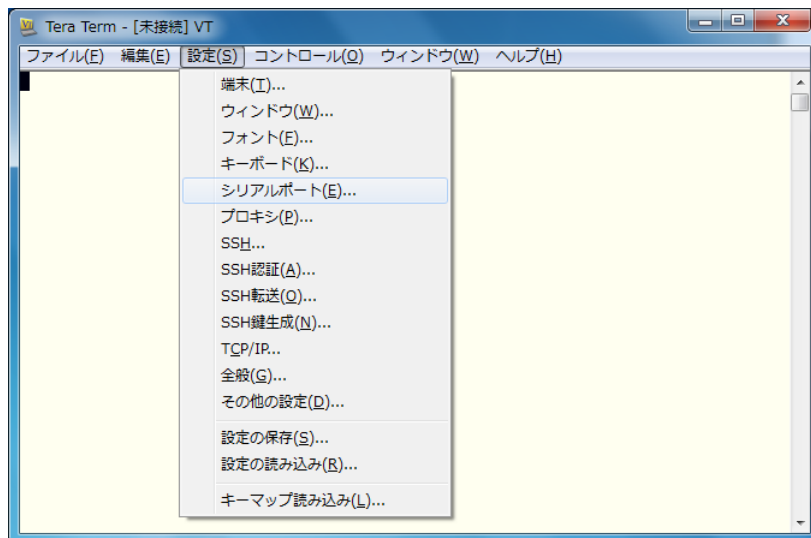 Tera Term - [未接続] VT
ファイル(F) 編集(E) 設定(S) コントロール(O) ウィンドウ(W) ヘルプ(H)
端末(T)...
ウィンドウ(W)...
フォント(F)...
キーボード(K)...
シリアルポート(E)...
プロキシ(P)...
SSH...
SSH認証(A)...
SSH転送(O)...
SSH鍵生成(N)...
TCP/IP...
全般(G)...
その他の設定(D)...
設定の保存(S)...
設定の読み込み(R)...
キーマップ読み込み(L)...